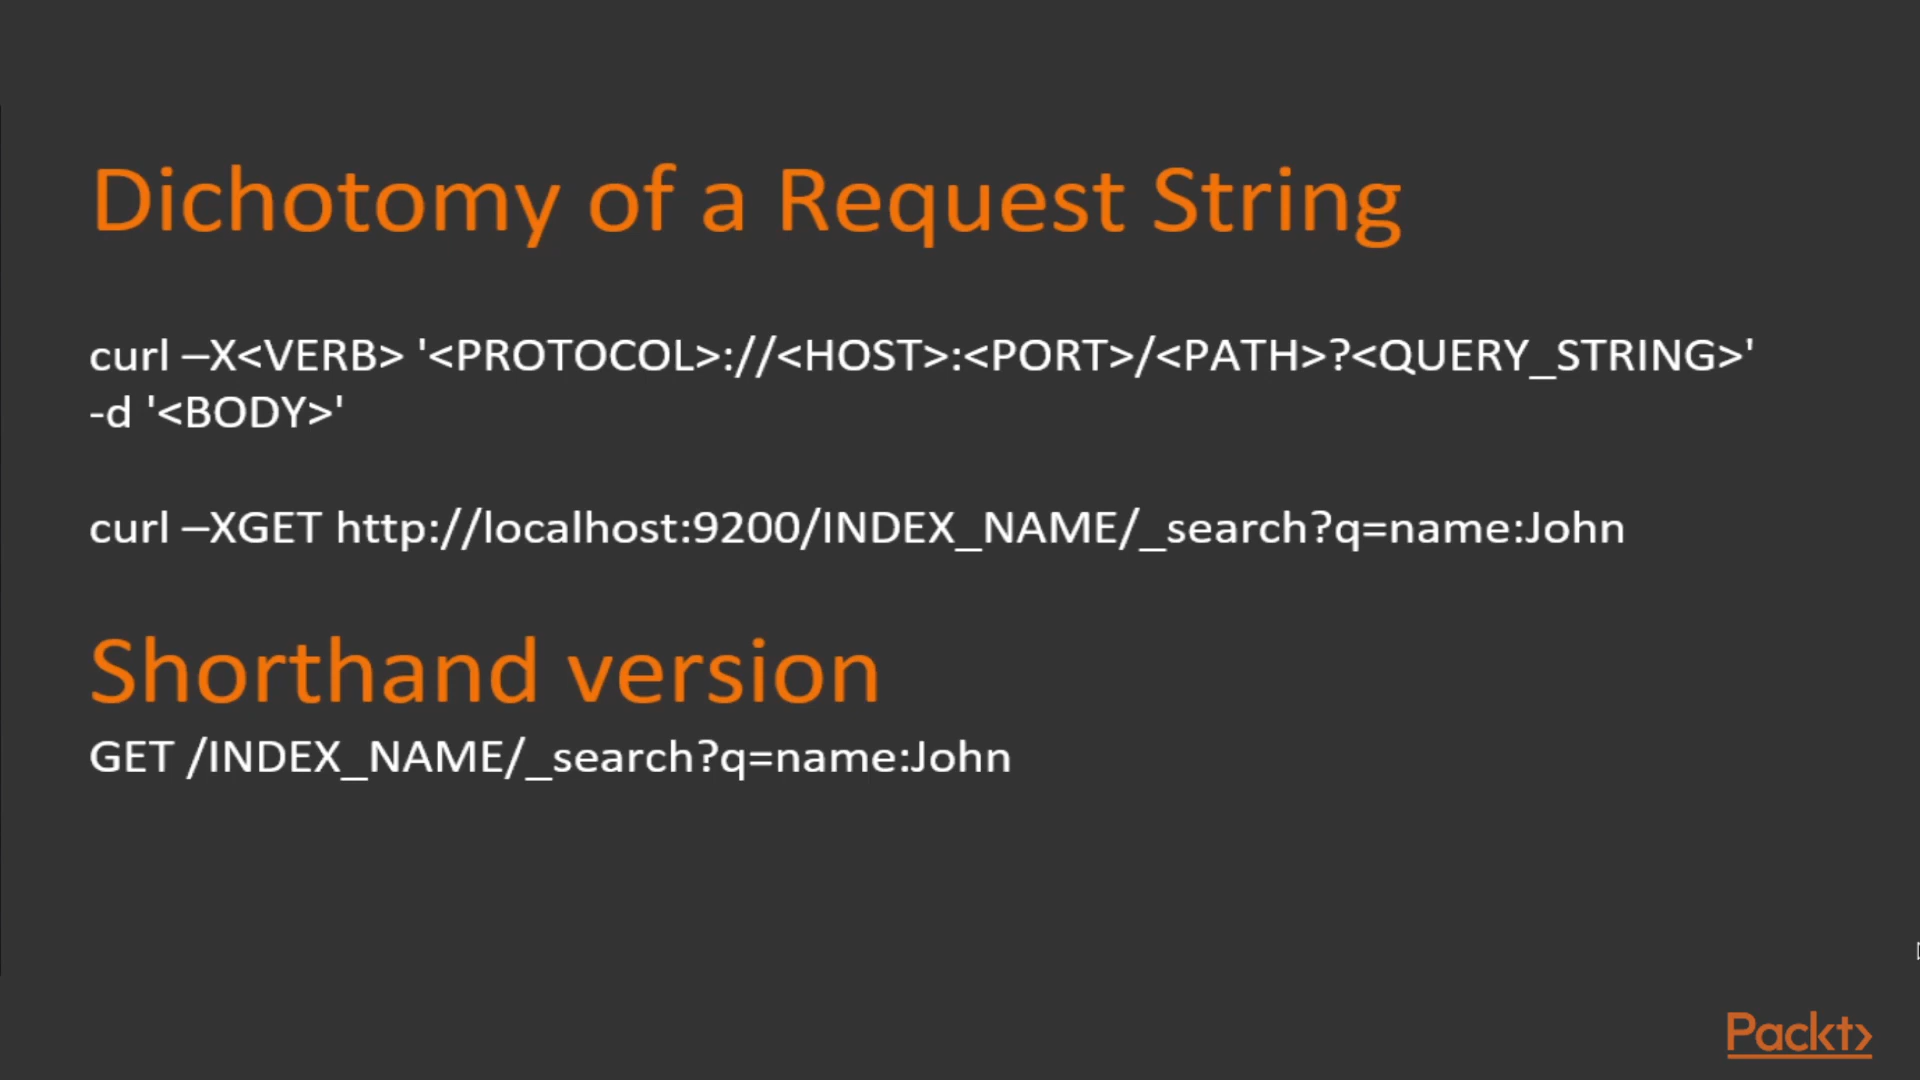 Dichotomy of a Request String
curl –X<VERB> '<PROTOCOL>://<HOST>:<PORT>/<PATH>?<QUERY_STRING>'
-d '<BODY>'
curl –XGET http://localhost:9200/INDEX_NAME/_search?q=name:John
Shorthand version
GET /INDEX_NAME/_search?q=name:John
Packt>